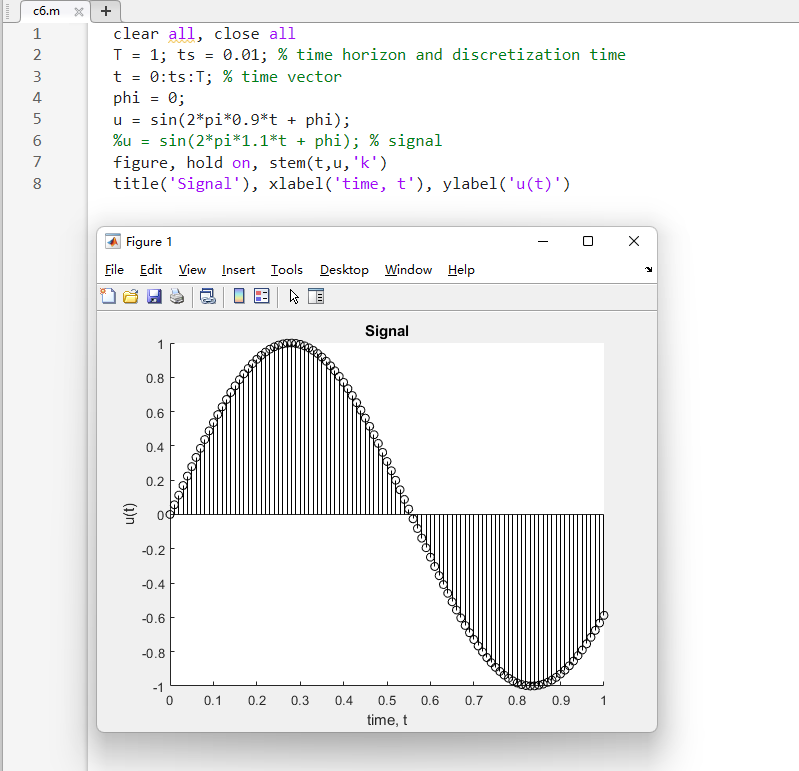 c6.m
1 clear all, close all
2 T = 1; ts = 0.01; % time horizon and discretization time
3 t = 0:ts:T; % time vector
4 phi = 0;
5 u = sin(2*pi*0.9*t + phi);
6 %u = sin(2*pi*1.1*t + phi); % signal
7 figure, hold on, stem(t,u,'k')
8 title('Signal'), xlabel('time, t'), ylabel('u(t)')
Figure 1
File Edit View Insert Tools Desktop Window Help
Signal
1
0.8
0.6
0.4
0.2
0
-0.2
-0.4
-0.6
-0.8
-1
u(t)
0 0.1 0.2 0.3 0.4 0.5 0.6 0.7 0.8 0.9 1
time, t